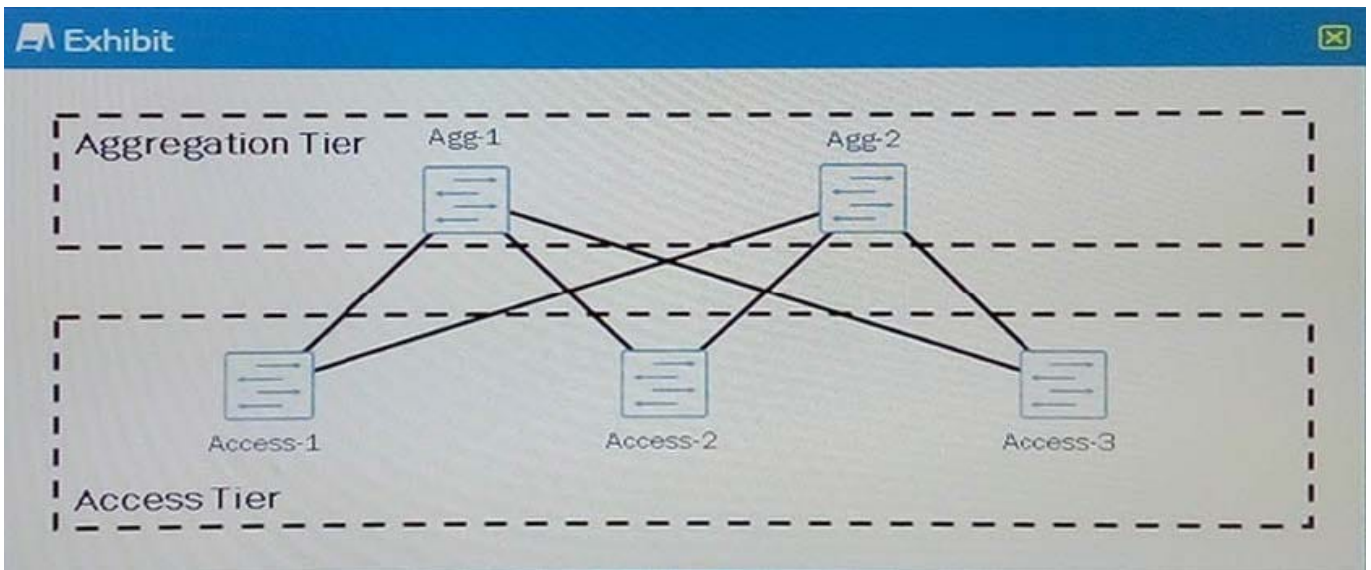 Exhibit
Aggregation Tier
Agg-1
Agg-2
Access-1
Access-2
Access-3
Access Tier